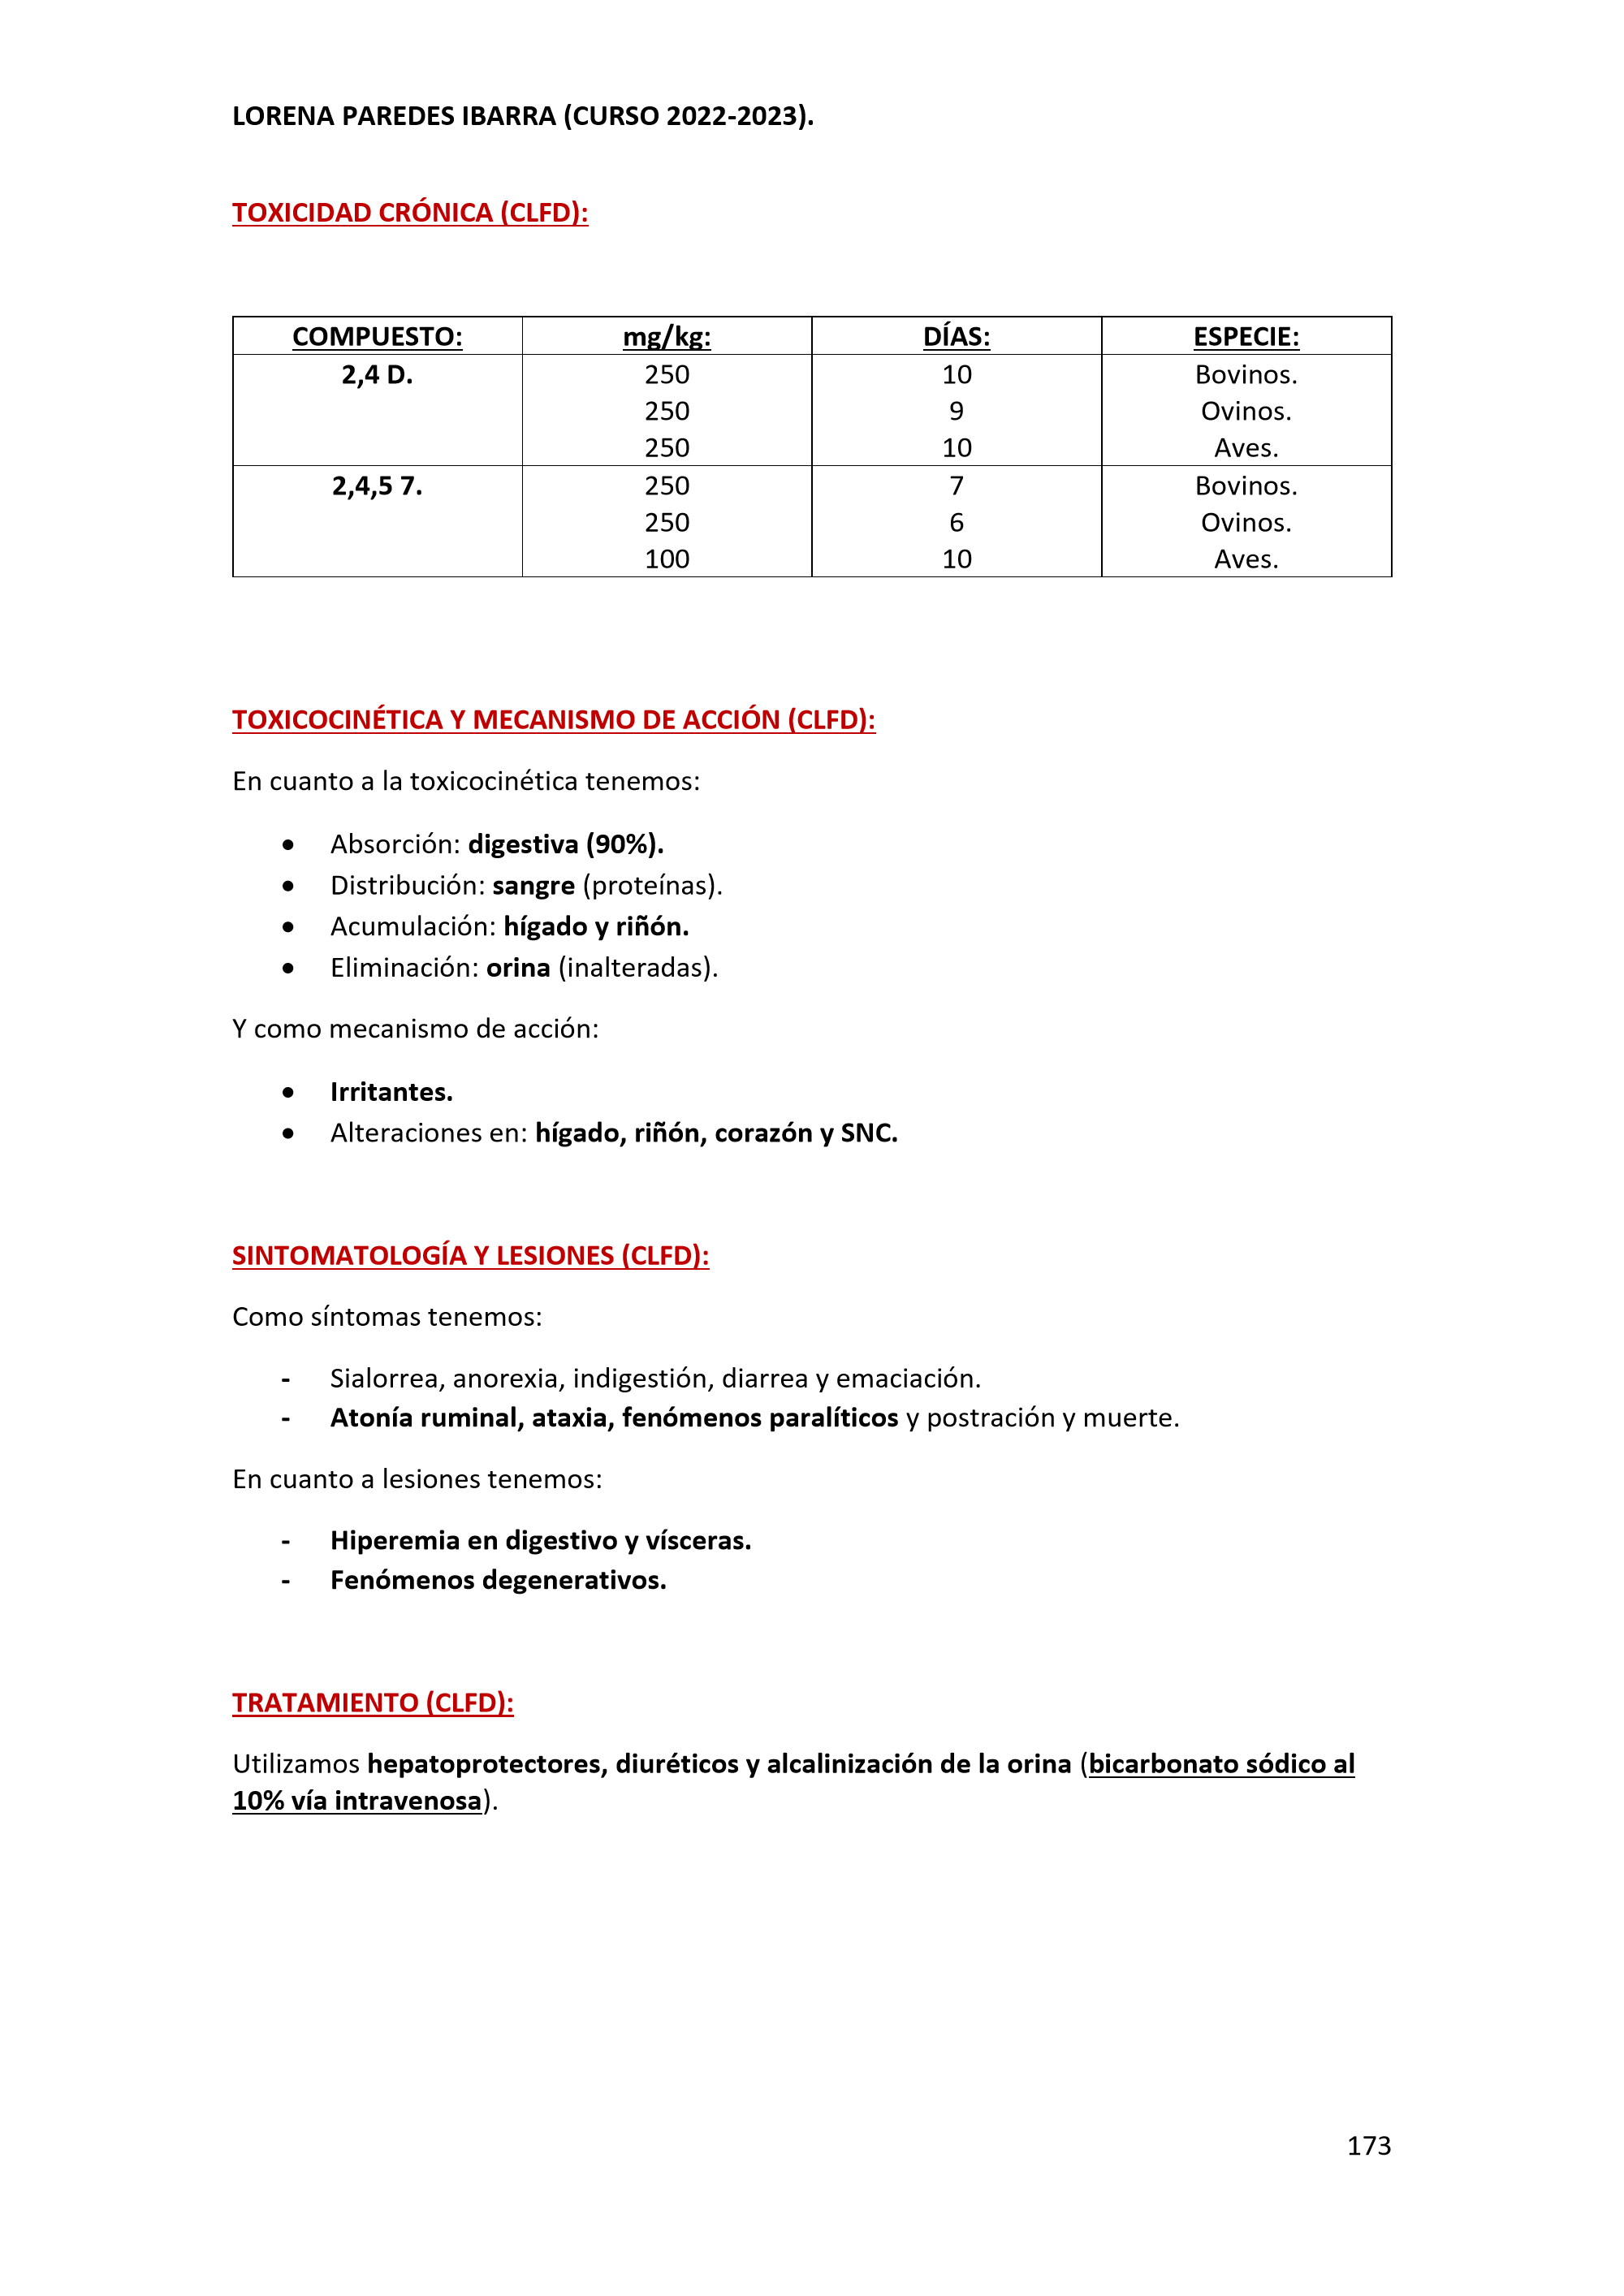 LORENA PAREDES IBARRA (CURSO 2022-2023).
TOXICIDAD CRÓNICA (CLFD):
COMPUESTO: mg/kg: DÍAS: ESPECIE:
2,4 D. 250 10 Bovinos.
250 9 Ovinos.
250 10 Aves.
2,4,5 7. 250 7 Bovinos.
250 6 Ovinos.
100 10 Aves.
TOXICOCINÉTICA Y MECANISMO DE ACCIÓN (CLFD):
En cuanto a la toxicocinética tenemos:
• Absorción: digestiva (90%).
• Distribución: sangre (proteínas).
• Acumulación: hígado y riñón.
• Eliminación: orina (inalteradas).
Y como mecanismo de acción:
• Irritantes.
• Alteraciones en: hígado, riñón, corazón y SNC.
SINTOMATOLOGÍA Y LESIONES (CLFD):
Como síntomas tenemos:
- Sialorrea, anorexia, indigestión, diarrea y emaciación.
- Atonía ruminal, ataxia, fenómenos paralíticos y postración y muerte.
En cuanto a lesiones tenemos:
- Hiperemia en digestivo y vísceras.
- Fenómenos degenerativos.
TRATAMIENTO (CLFD):
Utilizamos hepatoprotectores, diuréticos y alcalinización de la orina (bicarbonato sódico al
10% vía intravenosa).
173